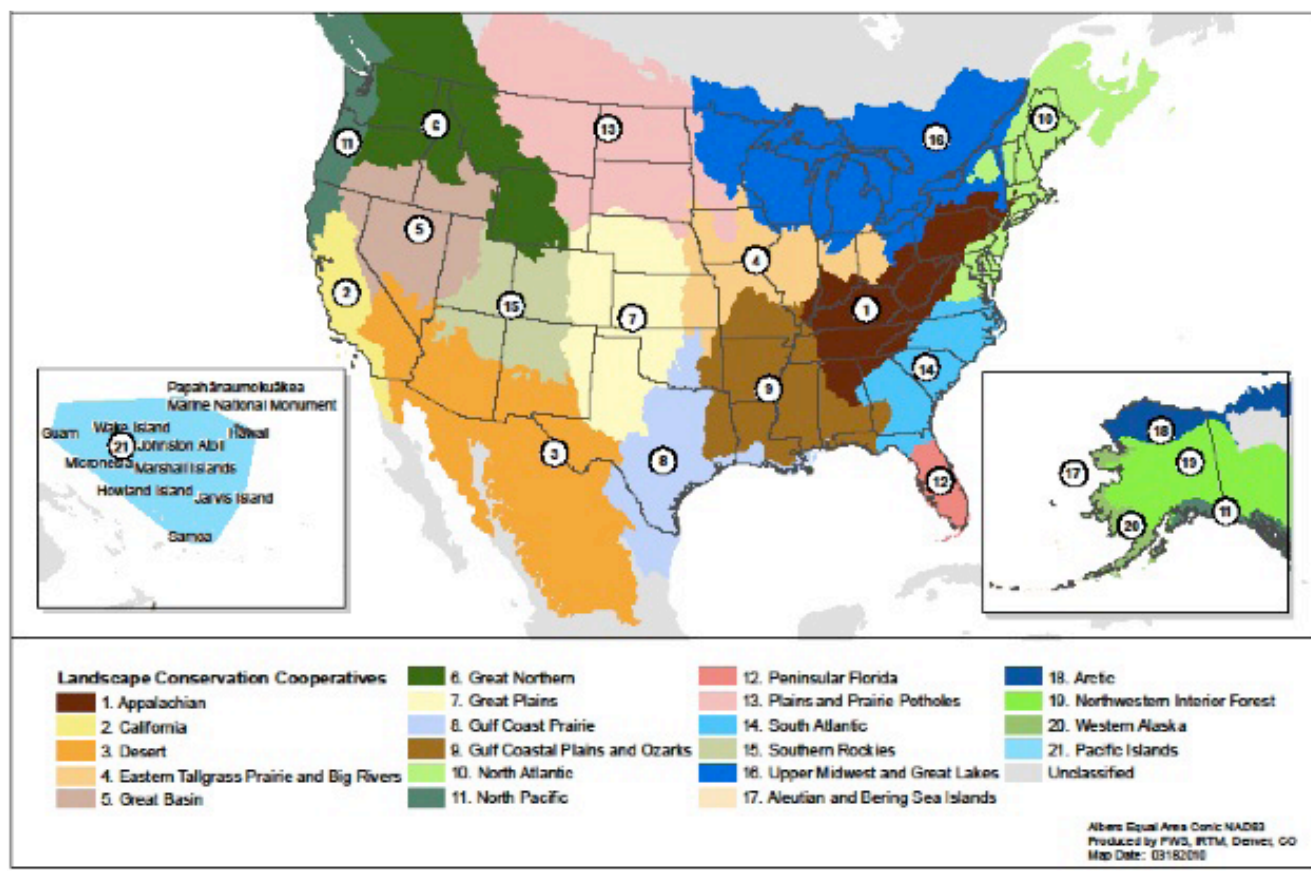 6
13
16
10
11
5
4
2
15
7
1
9
14
3
8
12
Papahānaumokuākea
Marine National Monument
Guam
Wake Island
Hawaii
21
Johnston Atoll
Micronesia
Marshall Islands
Howland Island
Jarvis Island
Samoa
18
17
19
20
11
Landscape Conservation Cooperatives
1. Appalachian
2. California
3. Desert
4. Eastern Tallgrass Prairie and Big Rivers
5. Great Basin
6. Great Northern
7. Great Plains
8. Gulf Coast Prairie
9. Gulf Coastal Plains and Ozarks
10. North Atlantic
11. North Pacific
12. Peninsular Florida
13. Plains and Prairie Potholes
14. South Atlantic
15. Southern Rockies
16. Upper Midwest and Great Lakes
17. Aleutian and Bering Sea Islands
18. Arctic
19. Northwestern Interior Forest
20. Western Alaska
21. Pacific Islands
Unclassified
Albers Equal Area Conic NAD83
Produced by FWS, IRTM, Denver, CO
Map Date: 03182010